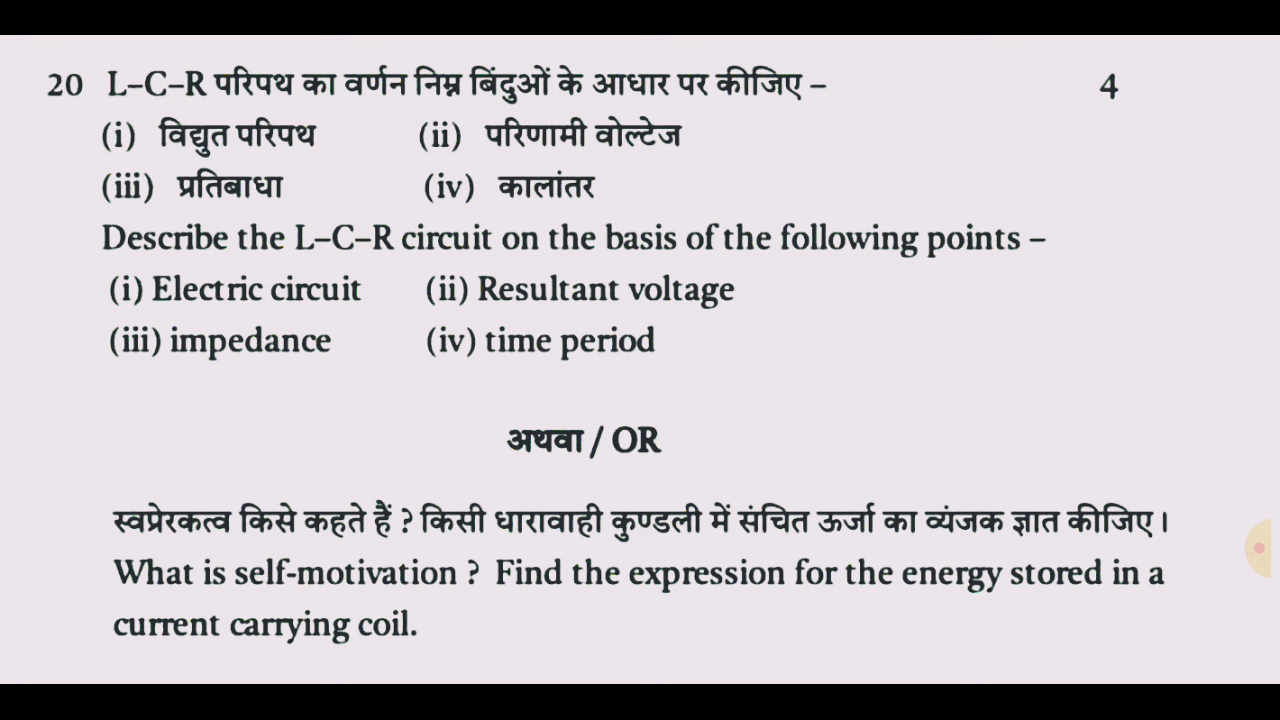 20 L–C–R परिपथ का वर्णन निम्न बिंदुओं के आधार पर कीजिए – 4
(i) विद्युत परिपथ (ii) परिणामी वोल्टेज
(iii) प्रतिबाधा (iv) कालांतर
Describe the L–C–R circuit on the basis of the following points –
(i) Electric circuit (ii) Resultant voltage
(iii) impedance (iv) time period
अथवा / OR
स्वप्रेरकत्व किसे कहते हैं ? किसी धारावाही कुण्डली में संचित ऊर्जा का व्यंजक ज्ञात कीजिए।
What is self-motivation ? Find the expression for the energy stored in a
current carrying coil.